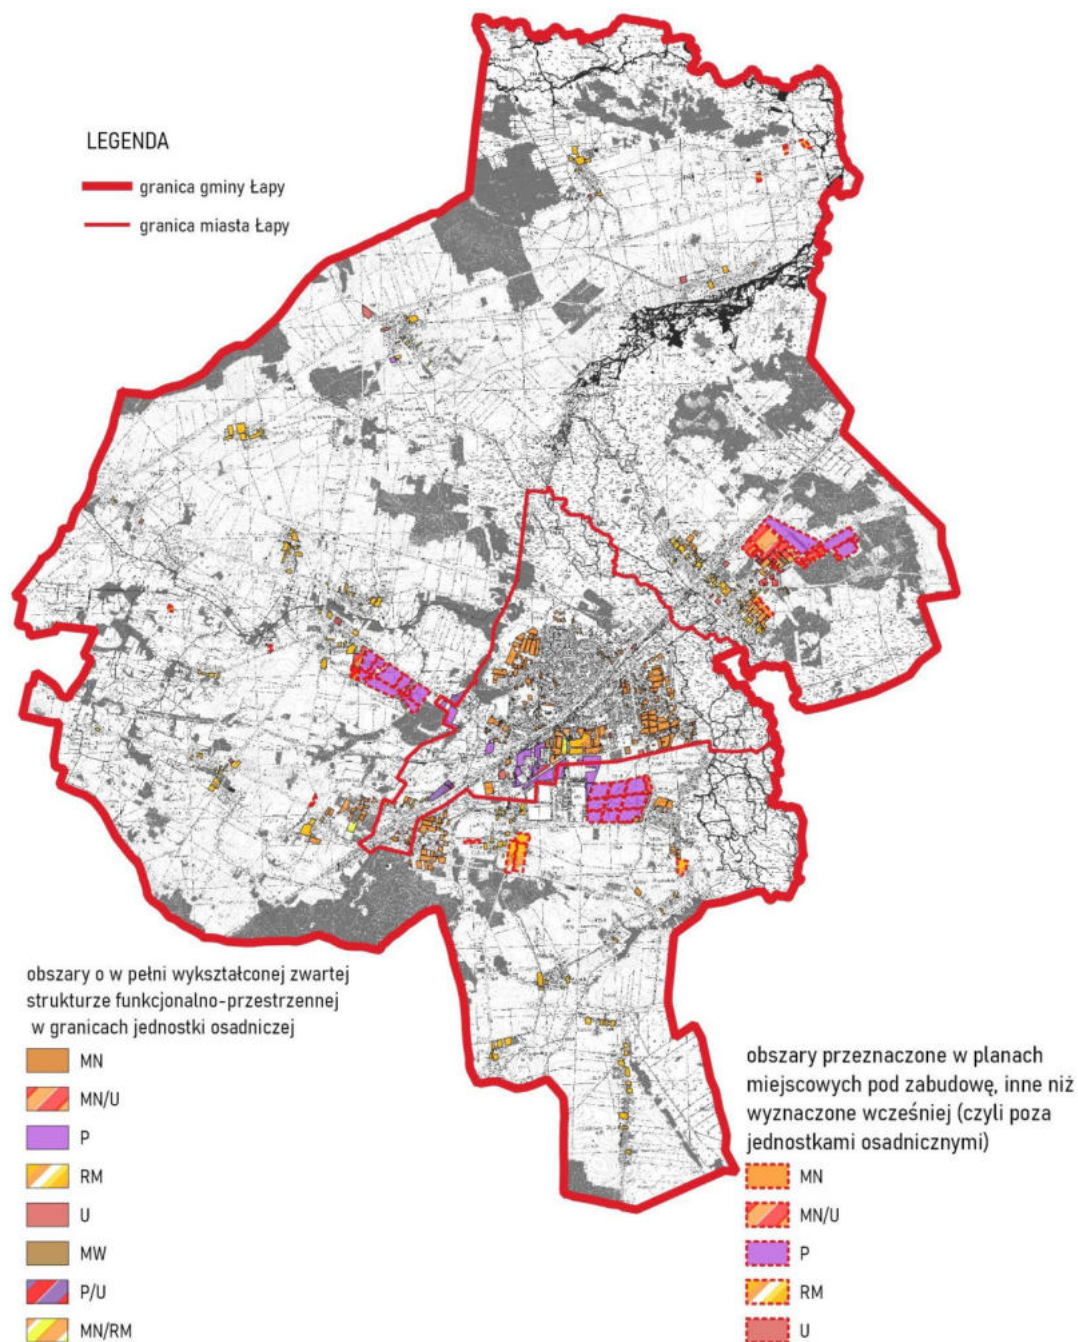 LEGENDA
granica gminy Łapy
granica miasta Łapy
obszary o w pełni wykształconej zwartej
strukturze funkcjonalno-przestrzennej
w granicach jednostki osadniczej
MN
MN/U
P
RM
U
MW
P/U
MN/RM
obszary przeznaczone w planach
miejscowych pod zabudowę, inne niż
wyznaczone wcześniej (czyli poza
jednostkami osadnicznymi)
MN
MN/U
P
RM
U